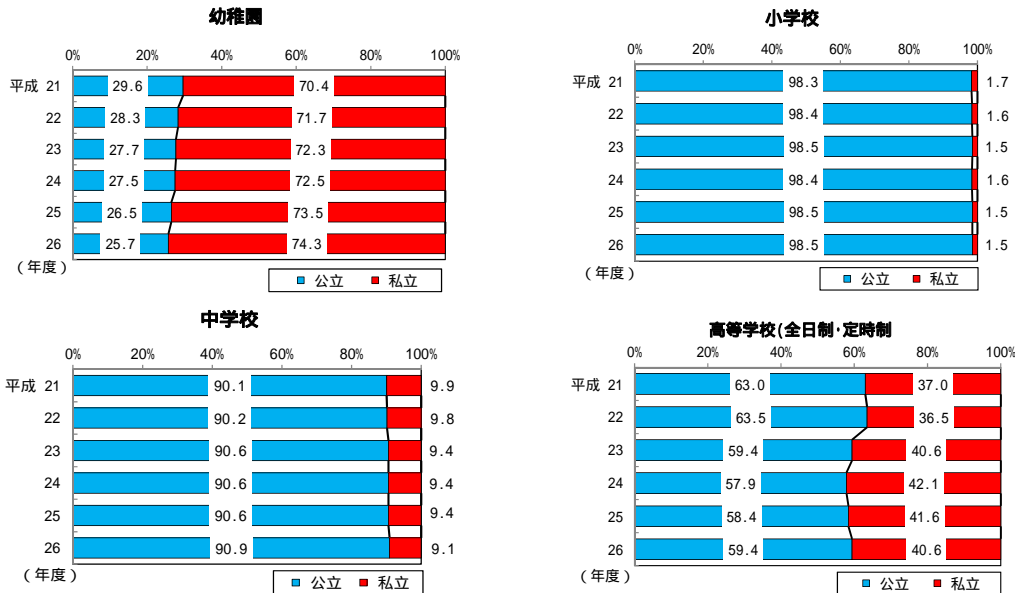 幼稚園
0% 20% 40% 60% 80% 100%
平成 21 29.6 70.4
22 28.3 71.7
23 27.7 72.3
24 27.5 72.5
25 26.5 73.5
26 25.7 74.3
(年度)
公立 私立
小学校
0% 20% 40% 60% 80% 100%
平成 21 98.3 1.7
22 98.4 1.6
23 98.5 1.5
24 98.4 1.6
25 98.5 1.5
26 98.5 1.5
(年度)
公立 私立
中学校
0% 20% 40% 60% 80% 100%
平成 21 90.1 9.9
22 90.2 9.8
23 90.6 9.4
24 90.6 9.4
25 90.6 9.4
26 90.9 9.1
(年度)
公立 私立
高等学校(全日制･定時制
0% 20% 40% 60% 80% 100%
平成 21 63.0 37.0
22 63.5 36.5
23 59.4 40.6
24 57.9 42.1
25 58.4 41.6
26 59.4 40.6
(年度)
公立 私立